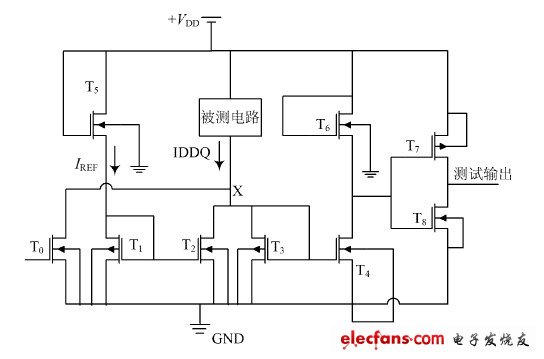 +VDD
T5
被测电路
T6
T7
IREF
IDDQ
测试输出
X
T8
T0
T1
T2
T3
T4
GND
elecfans.com 电子发烧友